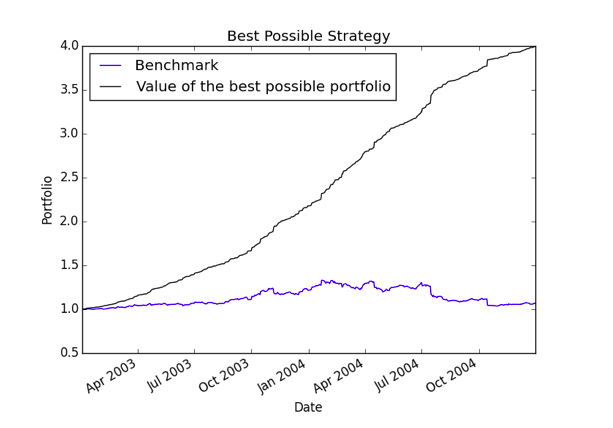 Best Possible Strategy
4.0
3.5
3.0
2.5
2.0
1.5
1.0
0.5
Portfolio
Benchmark
Value of the best possible portfolio
Apr 2003
Jul 2003
Oct 2003
Jan 2004
Apr 2004
Jul 2004
Oct 2004
Date